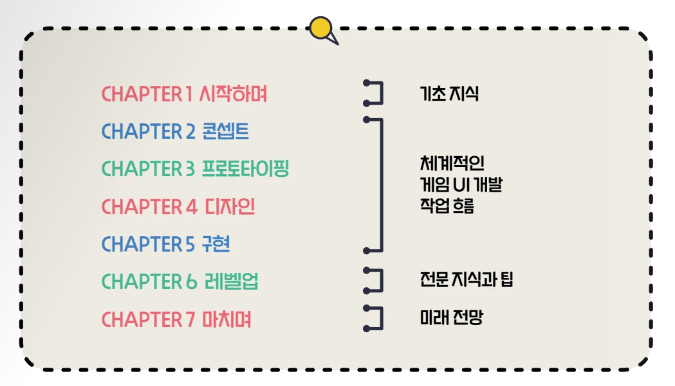 CHAPTER 1 시작하며
기초 지식
CHAPTER 2 콘셉트
CHAPTER 3 프로토타이핑
CHAPTER 4 디자인
CHAPTER 5 구현
체계적인
게임 UI 개발
작업 흐름
CHAPTER 6 레벨업
전문 지식과 팁
CHAPTER 7 마치며
미래 전망